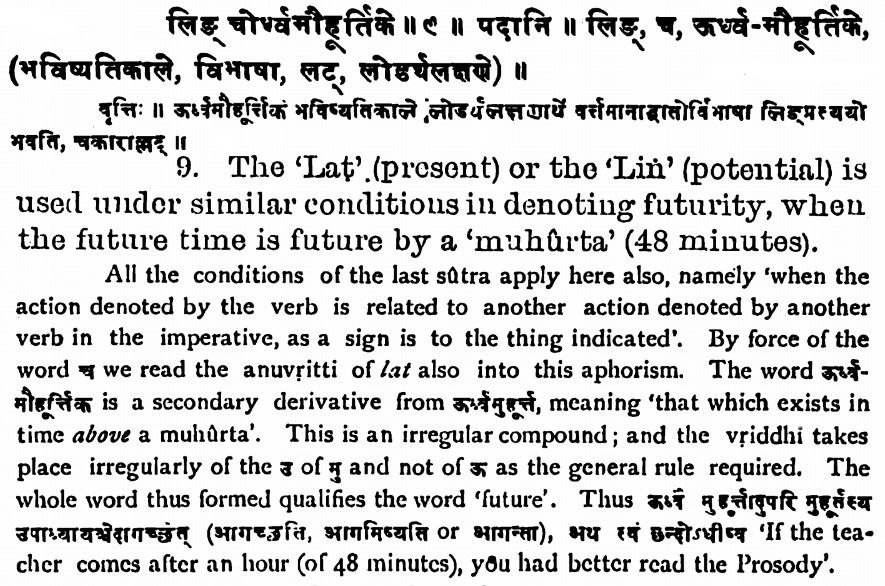 लिङ् चोर्ध्वमौहूर्तिके ॥ ९ ॥ पदानि ॥ लिङ्, च, ऊर्ध्व-मौहूर्तिके,
(भविष्यतिकाले, विभाषा, लट्, लोडर्थलक्षणे) ॥
वृत्तिः ॥ ऊर्ध्वमौहूर्त्तिकं भविष्यतिकाले लोडर्थलक्षणार्थे वर्त्तमानाद्धातोर्विभाषा लिङ्प्रत्ययो
भवति, चकाराल्लट् ॥
9. The ‘Laṭ’ (present) or the ‘Liṅ’ (potential) is
used under similar conditions in denoting futurity, when
the future time is future by a ‘muhûrta’ (48 minutes).
All the conditions of the last sûtra apply here also, namely ‘when the
action denoted by the verb is related to another action denoted by another
verb in the imperative, as a sign is to the thing indicated’. By force of the
word च we read the anuvṛitti of lat also into this aphorism. The word ऊर्ध्व-
मौहूर्त्तिक is a secondary derivative from ऊर्ध्वमुहूर्त्त, meaning ‘that which exists in
time above a muhûrta’. This is an irregular compound; and the vṛiddhi takes
place irregularly of the उ of मु and not of ऊ as the general rule required. The
whole word thus formed qualifies the word ‘future’. Thus ऊर्ध्वं मुहूर्त्तादुपरि मुहूर्तस्य
उपाध्यायश्चेदागच्छेत् (आगच्छति, आगमिष्यति or आगन्ता), अथ त्वं छन्दोऽधीष्व ‘If the tea-
cher comes after an hour (of 48 minutes), you had better read the Prosody’.